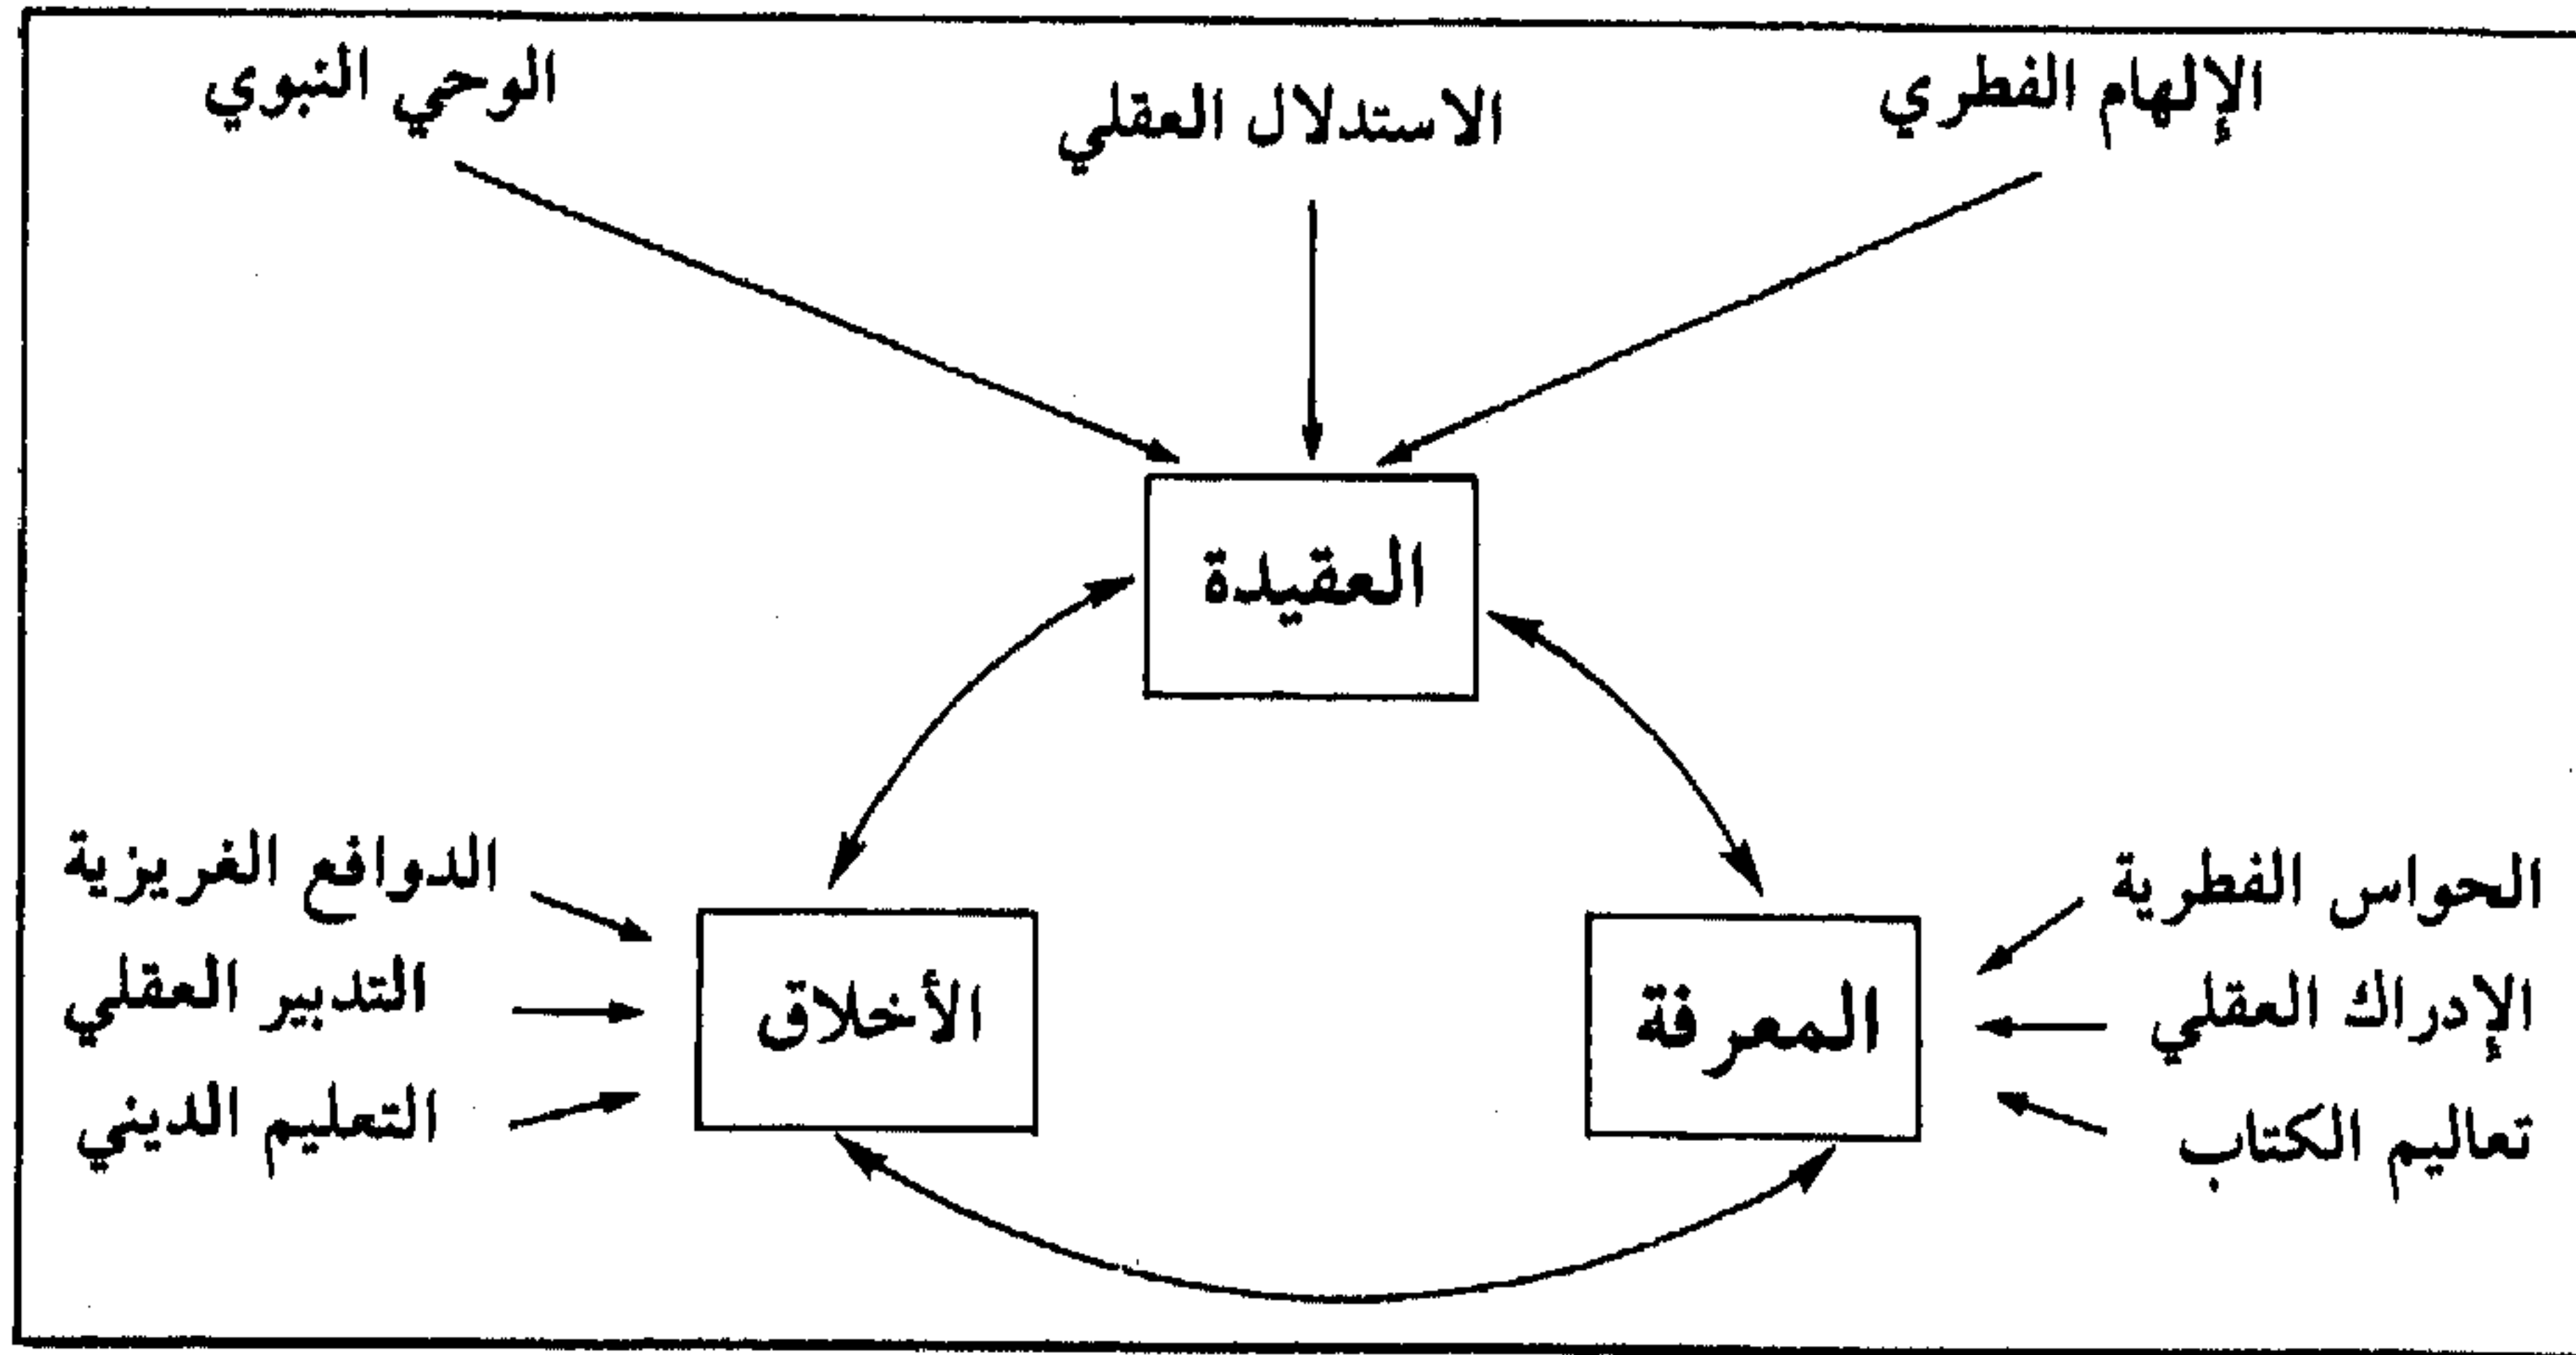 الإلهام الفطري
الاستدلال العقلي
الوحي النبوي
العقيدة
الحواس الفطرية
الإدراك العقلي
تعاليم الكتاب
المعرفة
الأخلاق
الدوافع الغريزية
التدبير العقلي
التعليم الديني